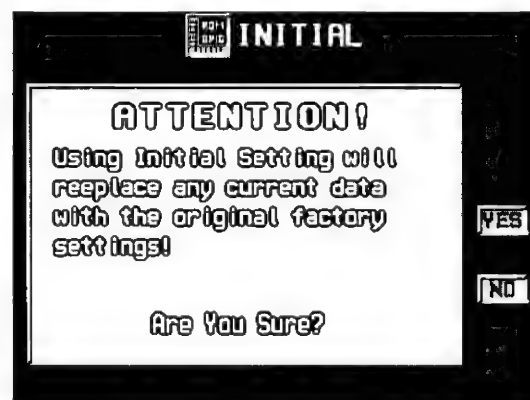 INITIAL
ATTENTION!
Using Initial Setting will
reeplace any current data
with the original factory
settings!
YES
NO
Are You Sure?